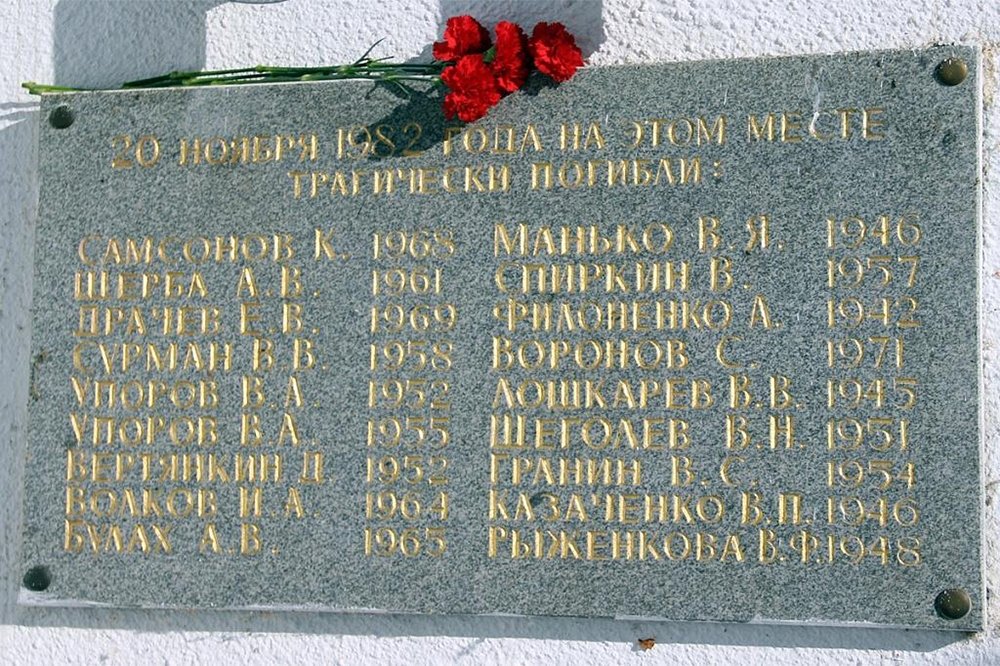 20 НОЯБРЯ 1982 ГОДА НА ЭТОМ МЕСТЕ
ТРАГИЧЕСКИ ПОГИБЛИ:
САМСОНОВ К. 1968
ЩЕРБА А.В. 1961
ДРАЧЕВ Е.В. 1969
СУРМАН В.В. 1958
УПОРОВ В.А. 1952
УПОРОВ В.А. 1955
ВЕРТЯНКИН Д. 1952
ВОЛКОВ И.А. 1964
БУЛАХ А.В. 1965
МАНЬКО В.Я. 1946
СПИРКИН В. 1957
ФИЛОНЕНКО А. 1942
ВОРОНОВ С. 1971
ЛОШКАРЕВ В.В. 1945
ЩЕГОЛЕВ В.Н. 1951
ГРАНИН В.С. 1954
КАЗАЧЕНКО В.П. 1946
РЫЖЕНКОВА В.Ф. 1948